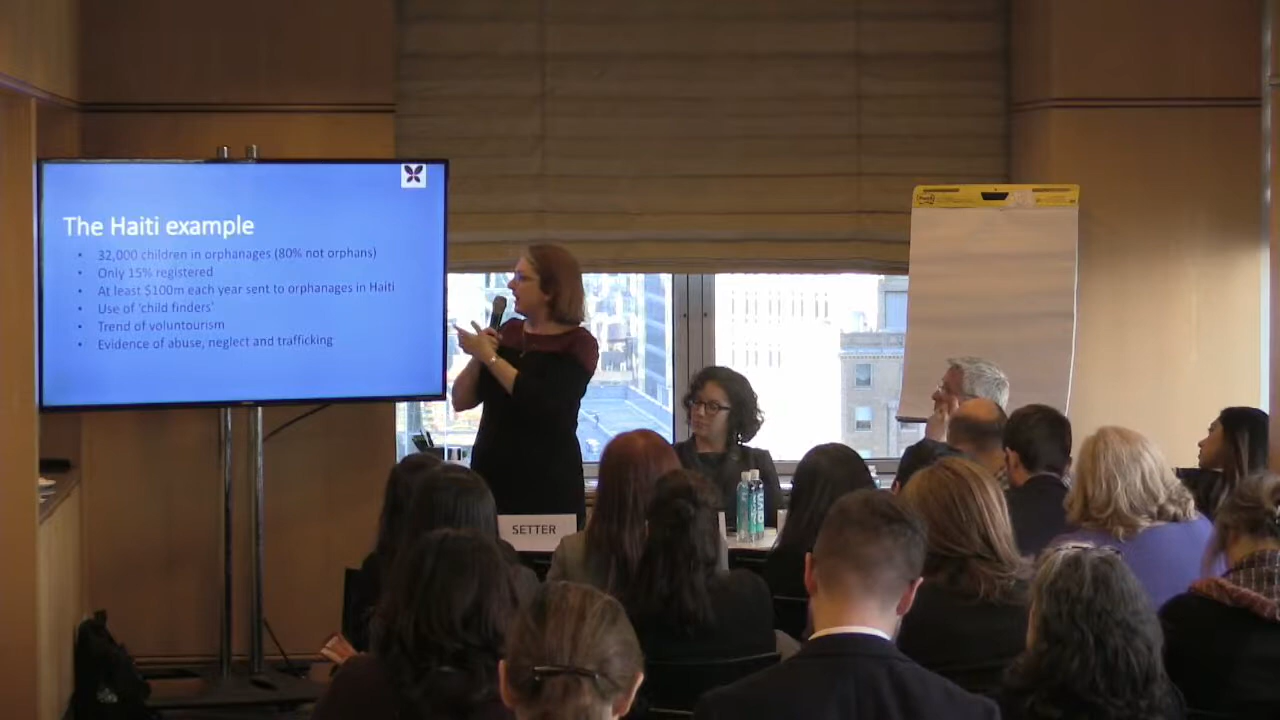 The Haiti example
• 32,000 children in orphanages (80% not orphans)
• Only 15% registered
• At least $100m each year sent to orphanages in Haiti
• Use of 'child finders'
• Trend of voluntourism
• Evidence of abuse, neglect and trafficking
SETTER